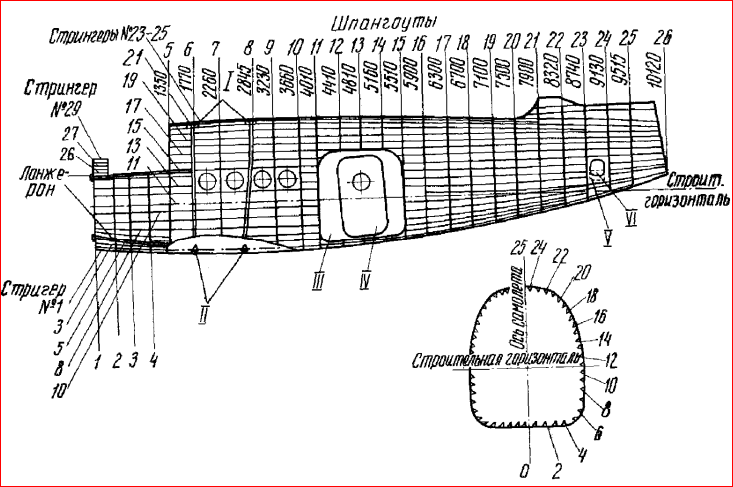 Шпангоуты
Стрингеры №23-25
5 6 7 8 9 10 11 12 13 14 15 16 17 18 19 20 21 22 23 24 25 26
1350 1770 2260 2845 3230 3660 4010 4410 4810 5160 5510 5900 6300 6700 7100 7500 7900 8320 8740 9130 9515 10120
I
21
19
17
15
13
11
Стрингер
№29
27
26
Лонже-
рон
Строит.
горизонталь
VI
V
III
IV
II
Стригер
№1
3
5
8
10
1 2 3 4
25 24
22
20
18
16
14
12
10
8
6
4
2
0
Ось самолета
Строительная горизонталь